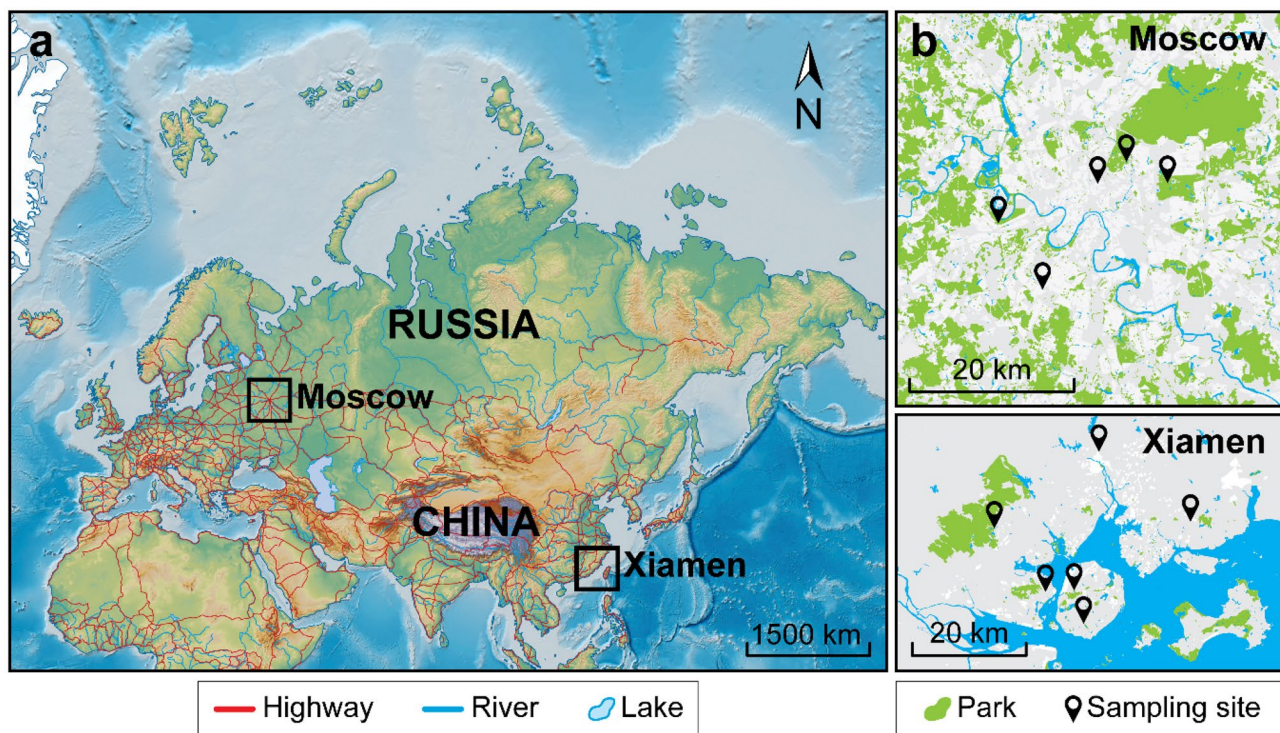 a
N
RUSSIA
Moscow
CHINA
Xiamen
1500 km
b
Moscow
20 km
Xiamen
20 km
Highway
River
Lake
Park
Sampling site